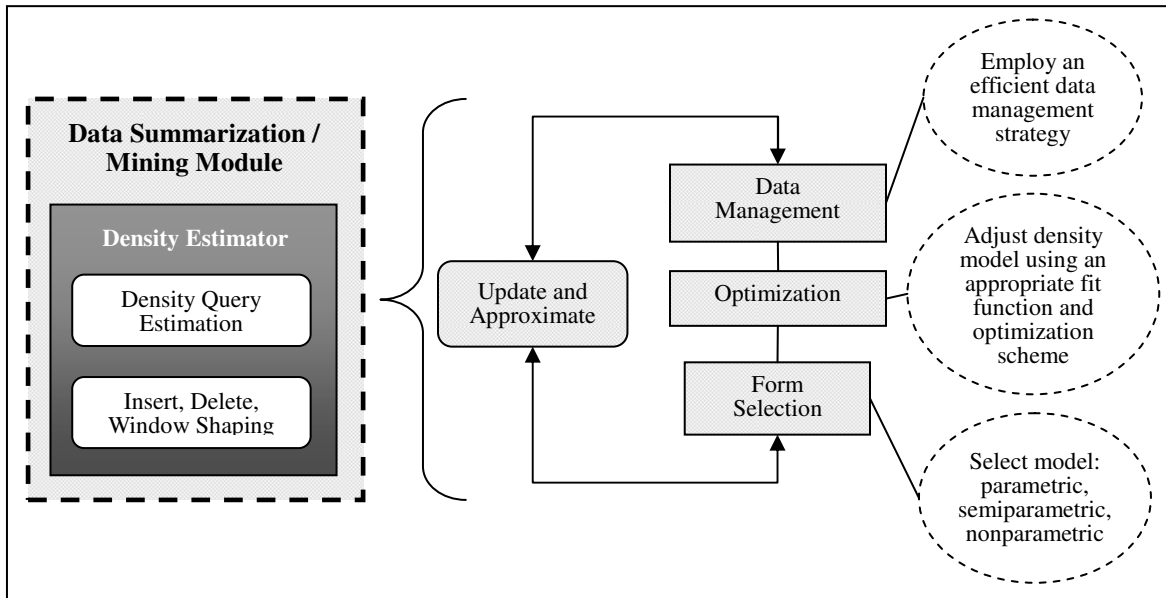 Data Summarization /
Mining Module
Density Estimator
Density Query
Estimation
Insert, Delete,
Window Shaping
Update and
Approximate
Data
Management
Optimization
Form
Selection
Employ an
efficient data
management
strategy
Adjust density
model using an
appropriate fit
function and
optimization
scheme
Select model:
parametric,
semiparametric,
nonparametric